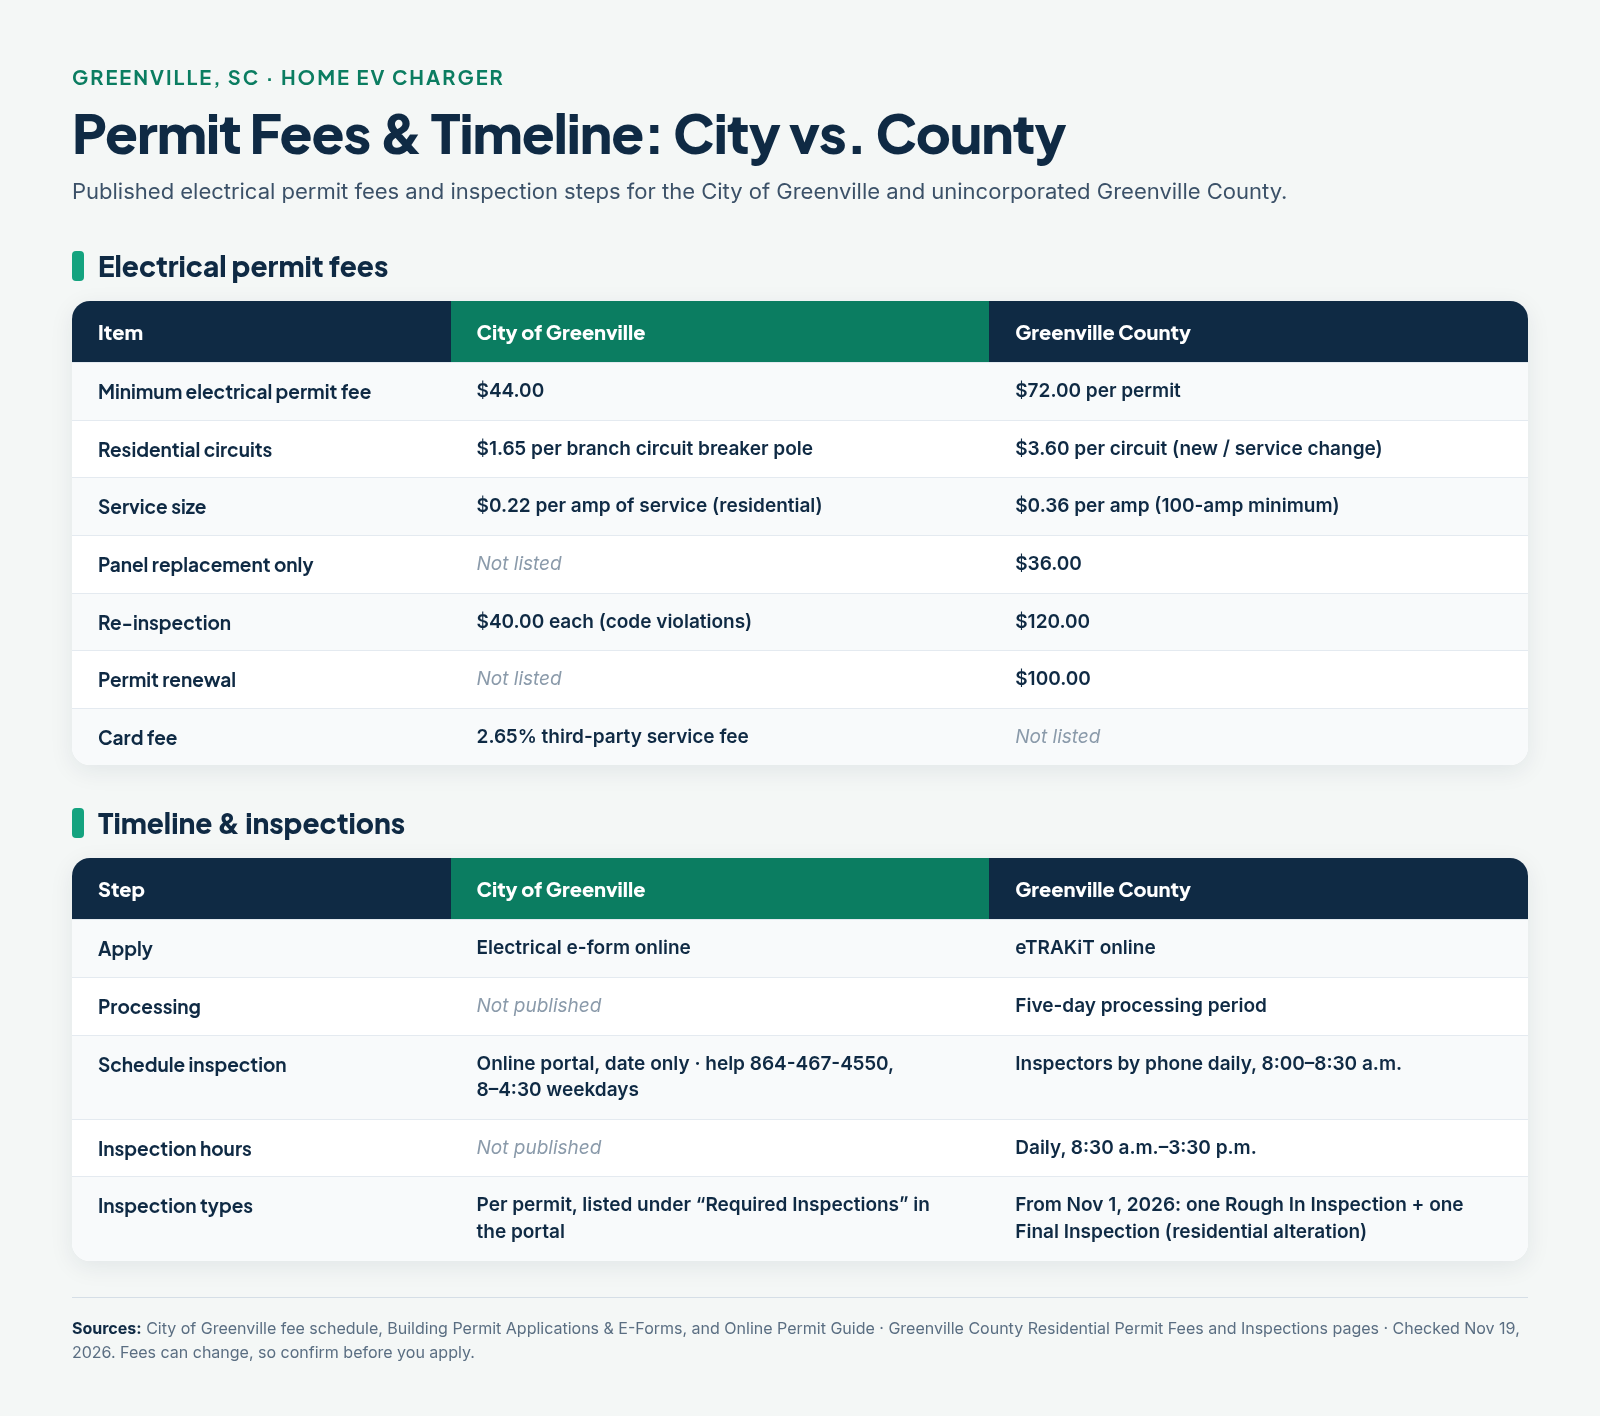 GREENVILLE, SC · HOME EV CHARGER
Permit Fees & Timeline: City vs. County
Published electrical permit fees and inspection steps for the City of Greenville and unincorporated Greenville County.
Electrical permit fees
Item City of Greenville Greenville County
Minimum electrical permit fee $44.00 $72.00 per permit
Residential circuits $1.65 per branch circuit breaker pole $3.60 per circuit (new / service change)
Service size $0.22 per amp of service (residential) $0.36 per amp (100-amp minimum)
Panel replacement only Not listed $36.00
Re-inspection $40.00 each (code violations) $120.00
Permit renewal Not listed $100.00
Card fee 2.65% third-party service fee Not listed
Timeline & inspections
Step City of Greenville Greenville County
Apply Electrical e-form online eTRAKiT online
Processing Not published Five-day processing period
Schedule inspection Online portal, date only · help 864-467-4550, Inspectors by phone daily, 8:00–8:30 a.m.
8–4:30 weekdays
Inspection hours Not published Daily, 8:30 a.m.–3:30 p.m.
Inspection types Per permit, listed under “Required Inspections” in From Nov 1, 2026: one Rough In Inspection + one
the portal Final Inspection (residential alteration)
Sources: City of Greenville fee schedule, Building Permit Applications & E-Forms, and Online Permit Guide · Greenville County Residential Permit Fees and Inspections pages · Checked Nov 19,
2026. Fees can change, so confirm before you apply.